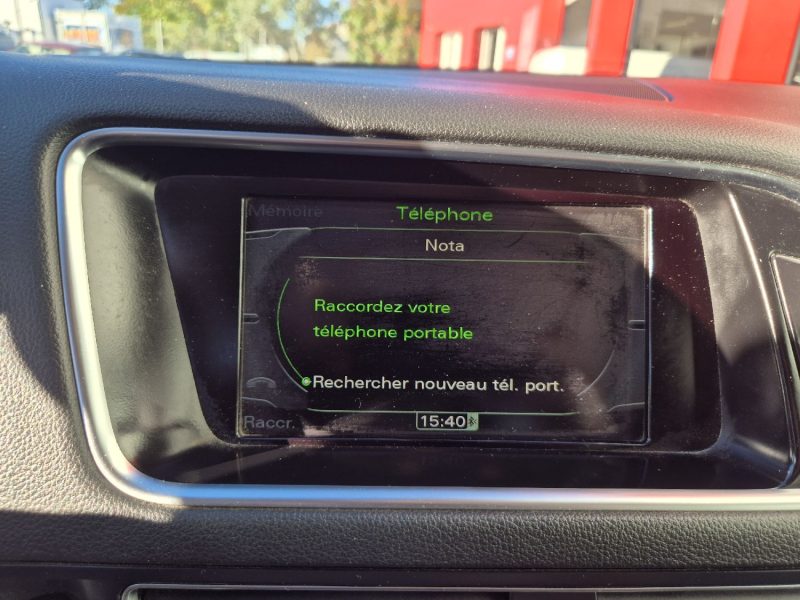 Mémoire
Téléphone
Nota
Raccordez votre
téléphone portable
Rechercher nouveau tél. port.
Raccr.
15:40